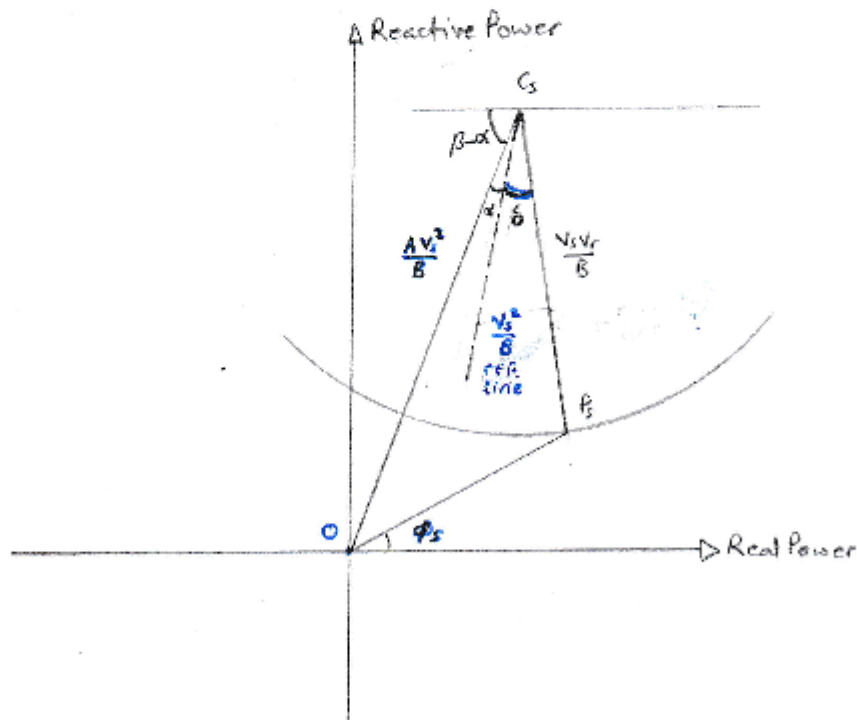 Reactive Power
Cs
β-α
α
δ
AVs²
B
VsVr
B
Vs²
B
ref.
line
Ps
O
Φs
Real Power